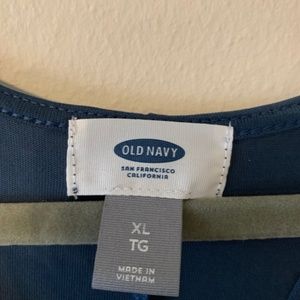 OLD NAVY
SAN FRANCISCO
CALIFORNIA
XL
TG
MADE IN
VIETNAM